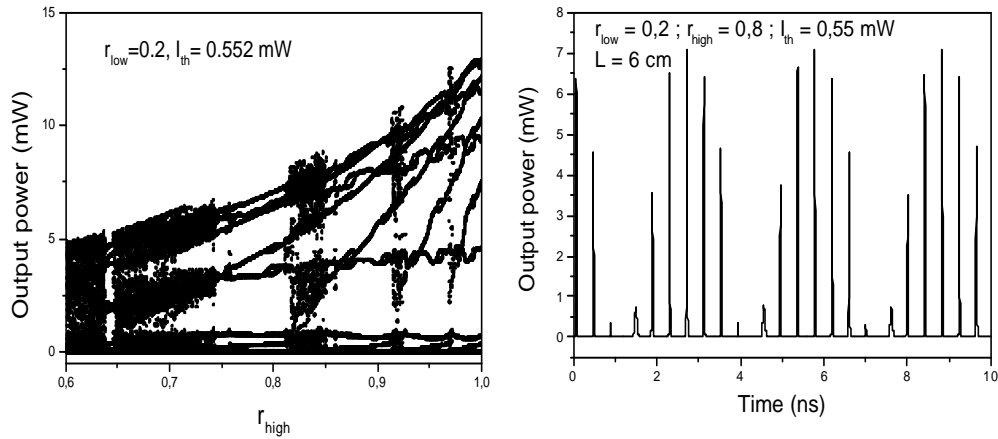 15
10
5
0
Output power (mW)
r_low=0.2, I_th= 0.552 mW
0,6 0,7 0,8 0,9 1,0
r_high
8
7
6
5
4
3
2
1
0
Output power (mW)
r_low = 0,2 ; r_high = 0,8 ; I_th = 0,55 mW
L = 6 cm
0 2 4 6 8 10
Time (ns)